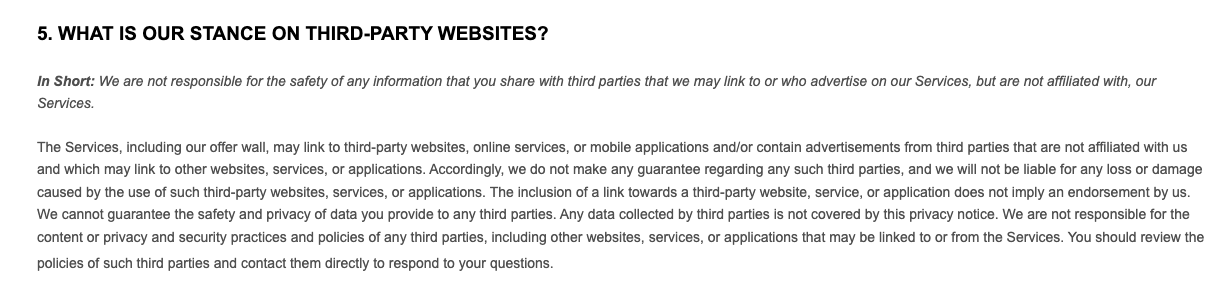 5. WHAT IS OUR STANCE ON THIRD-PARTY WEBSITES?
In Short: We are not responsible for the safety of any information that you share with third parties that we may link to or who advertise on our Services, but are not affiliated with, our
Services.
The Services, including our offer wall, may link to third-party websites, online services, or mobile applications and/or contain advertisements from third parties that are not affiliated with us
and which may link to other websites, services, or applications. Accordingly, we do not make any guarantee regarding any such third parties, and we will not be liable for any loss or damage
caused by the use of such third-party websites, services, or applications. The inclusion of a link towards a third-party website, service, or application does not imply an endorsement by us.
We cannot guarantee the safety and privacy of data you provide to any third parties. Any data collected by third parties is not covered by this privacy notice. We are not responsible for the
content or privacy and security practices and policies of any third parties, including other websites, services, or applications that may be linked to or from the Services. You should review the
policies of such third parties and contact them directly to respond to your questions.